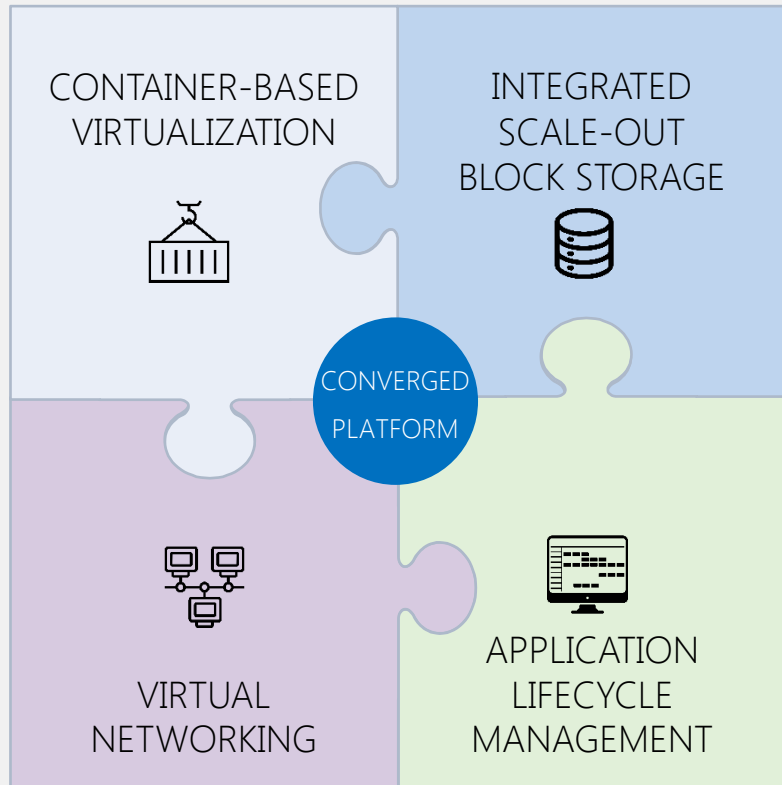 CONTAINER-BASED
VIRTUALIZATION
INTEGRATED
SCALE-OUT
BLOCK STORAGE
CONVERGED
PLATFORM
VIRTUAL
NETWORKING
APPLICATION
LIFECYCLE
MANAGEMENT